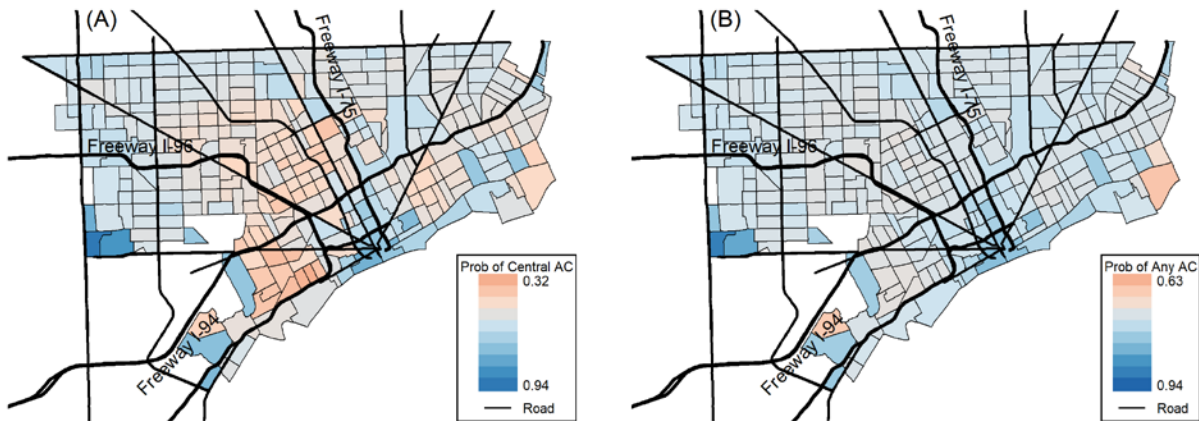 (A)
Freeway I-75
Freeway I-96
Freeway I-94
Prob of Central AC
0.32
0.94
Road
(B)
Freeway I-75
Freeway I-96
Freeway I-94
Prob of Any AC
0.63
0.94
Road